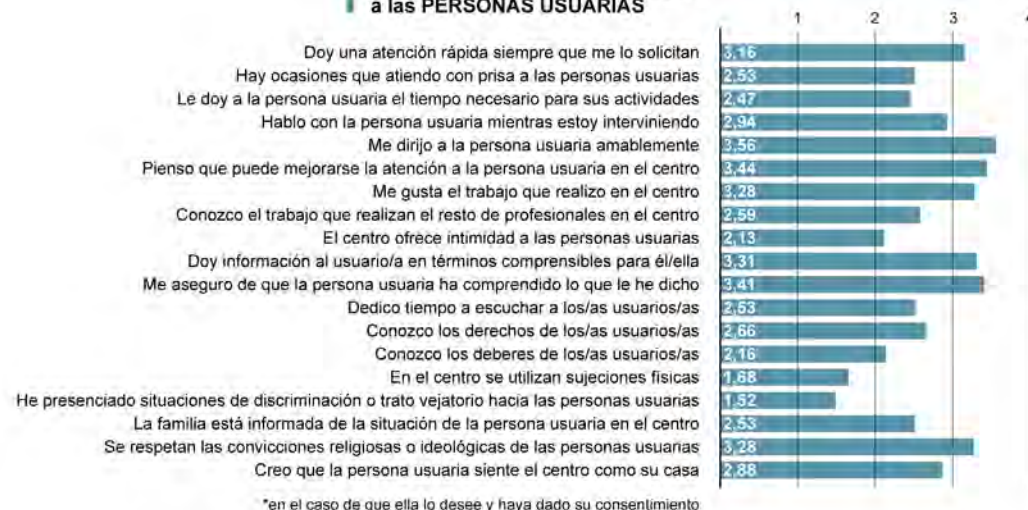 a las PERSONAS USUARIAS
1 2 3 4
Doy una atención rápida siempre que me lo solicitan 3,16
Hay ocasiones que atiendo con prisa a las personas usuarias 2,53
Le doy a la persona usuaria el tiempo necesario para sus actividades 2,47
Hablo con la persona usuaria mientras estoy interviniendo 2,94
Me dirijo a la persona usuaria amablemente 3,56
Pienso que puede mejorarse la atención a la persona usuaria en el centro 3,44
Me gusta el trabajo que realizo en el centro 3,28
Conozco el trabajo que realizan el resto de profesionales en el centro 2,59
El centro ofrece intimidad a las personas usuarias 2,13
Doy información al usuario/a en términos comprensibles para él/ella 3,31
Me aseguro de que la persona usuaria ha comprendido lo que le he dicho 3,41
Dedico tiempo a escuchar a los/as usuarios/as 2,53
Conozco los derechos de los/as usuarios/as 2,66
Conozco los deberes de los/as usuarios/as 2,16
En el centro se utilizan sujeciones físicas 1,68
He presenciado situaciones de discriminación o trato vejatorio hacia las personas usuarias 1,52
La familia está informada de la situación de la persona usuaria en el centro 2,53
Se respetan las convicciones religiosas o ideológicas de las personas usuarias 3,28
Creo que la persona usuaria siente el centro como su casa 2,88
*en el caso de que ella lo desee y haya dado su consentimiento